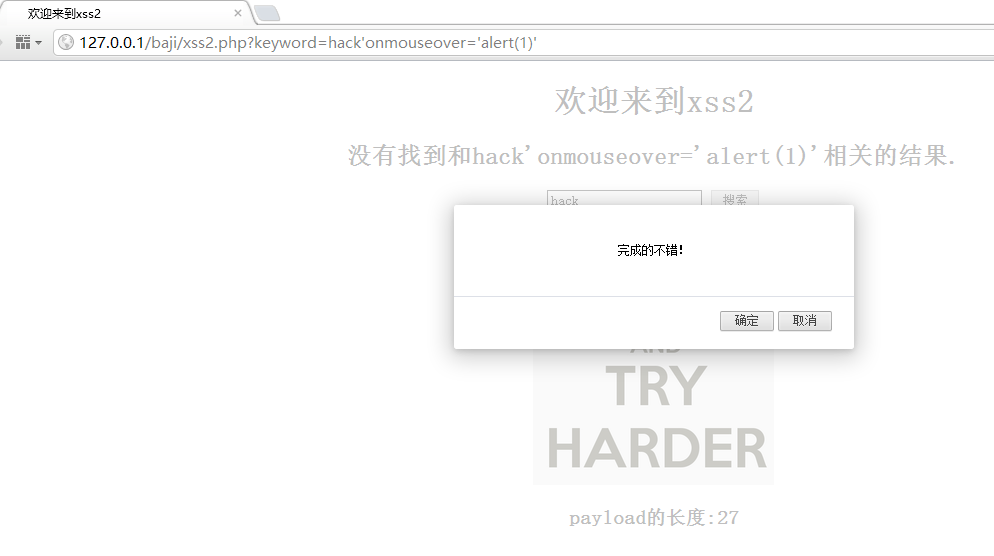 欢迎来到xss2
127.0.0.1/baji/xss2.php?keyword=hack'onmouseover='alert(1)'
欢迎来到xss2
没有找到和hack'onmouseover='alert(1)'相关的结果.
hack 搜索
完成的不错!
确定 取消
AND
TRY
HARDER
payload的长度:27